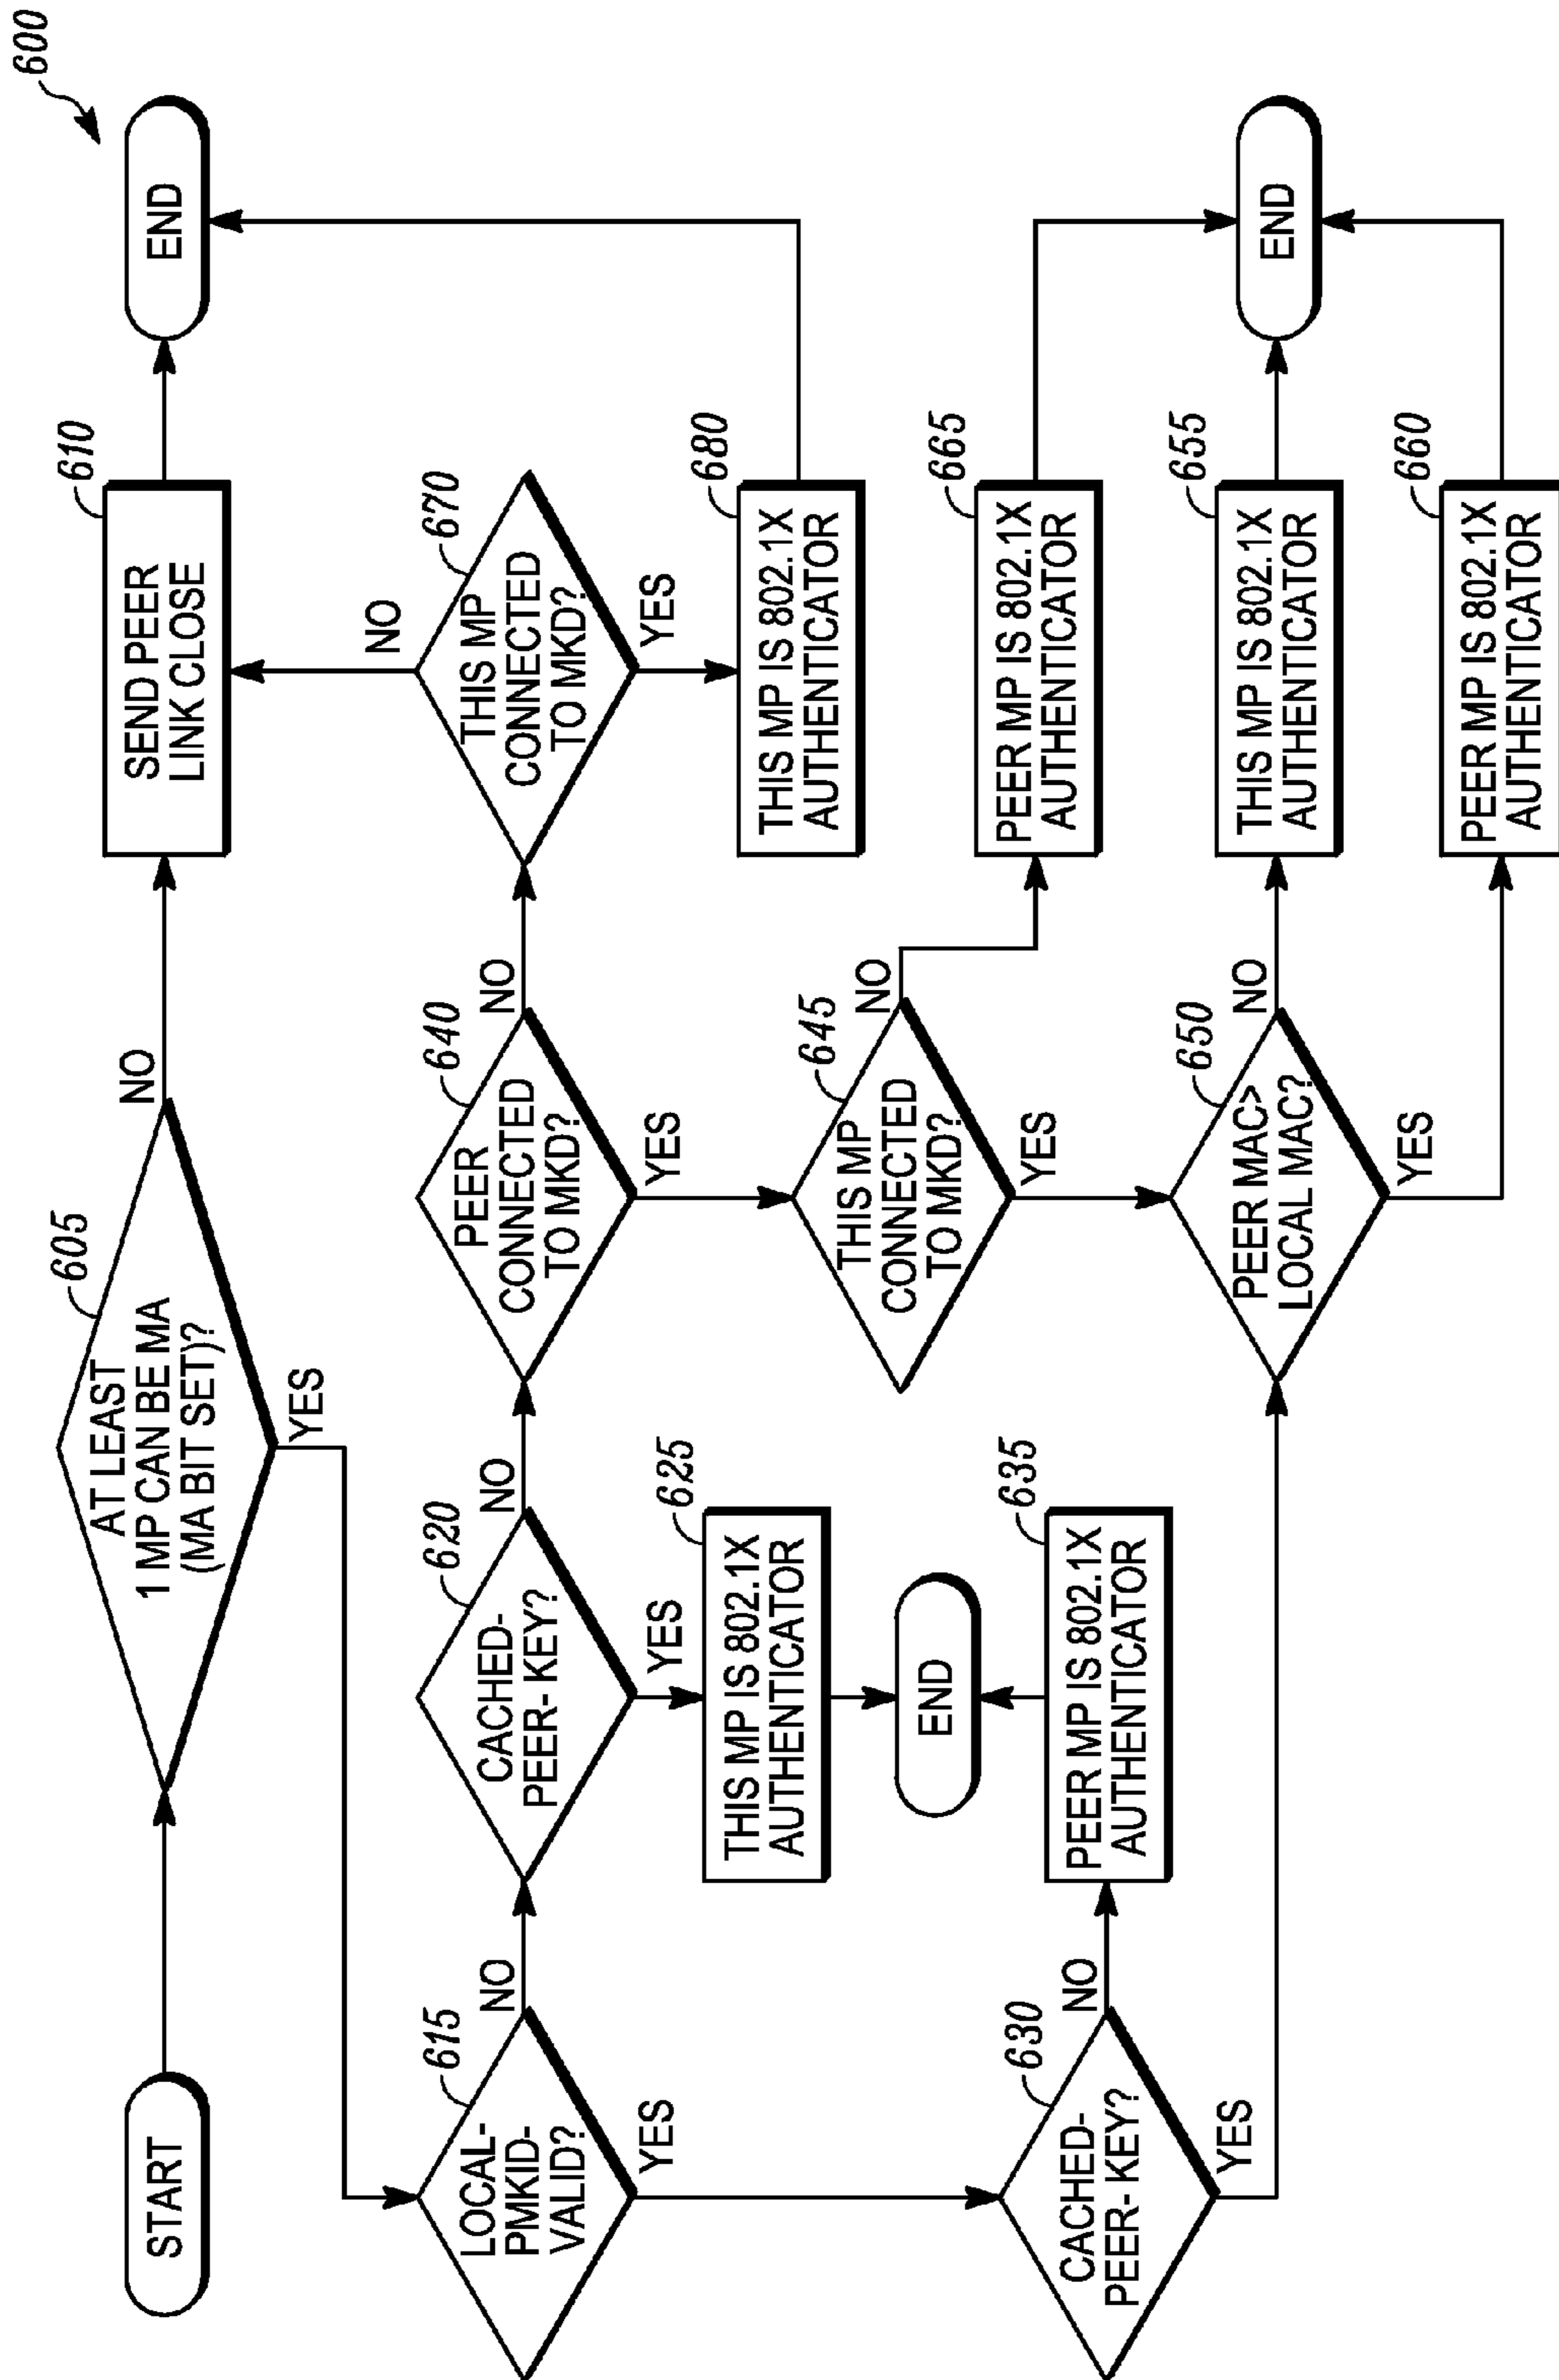 600
START
605
AT LEAST
1 MP CAN BE MA
(MA BIT SET)?
NO
YES
610
SEND PEER
LINK CLOSE
END
615
LOCAL-
PMKID-
VALID?
NO
YES
620
CACHED-
PEER- KEY?
NO
YES
640
PEER
CONNECTED
TO MKD?
NO
YES
670
THIS MP
CONNECTED
TO MKD?
NO
YES
625
THIS MP IS 802.1X
AUTHENTICATOR
680
THIS MP IS 802.1X
AUTHENTICATOR
END
645
THIS MP
CONNECTED
TO MKD?
NO
YES
665
PEER MP IS 802.1X
AUTHENTICATOR
630
CACHED-
PEER- KEY?
NO
YES
635
PEER MP IS 802.1X
AUTHENTICATOR
650
PEER MAC>
LOCAL MAC?
NO
YES
655
THIS MP IS 802.1X
AUTHENTICATOR
END
660
PEER MP IS 802.1X
AUTHENTICATOR